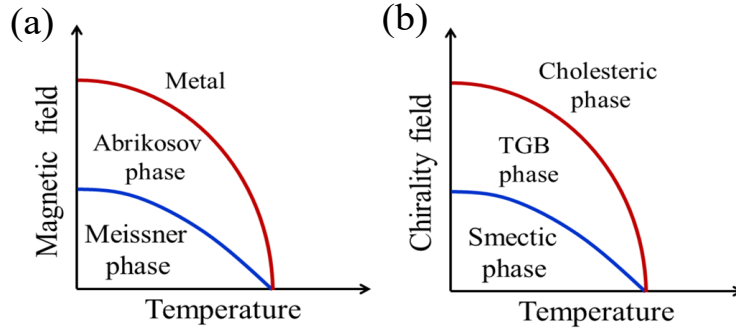 (a)
Magnetic field
Metal
Abrikosov
phase
Meissner
phase
Temperature
(b)
Chirality field
Cholesteric
phase
TGB
phase
Smectic
phase
Temperature